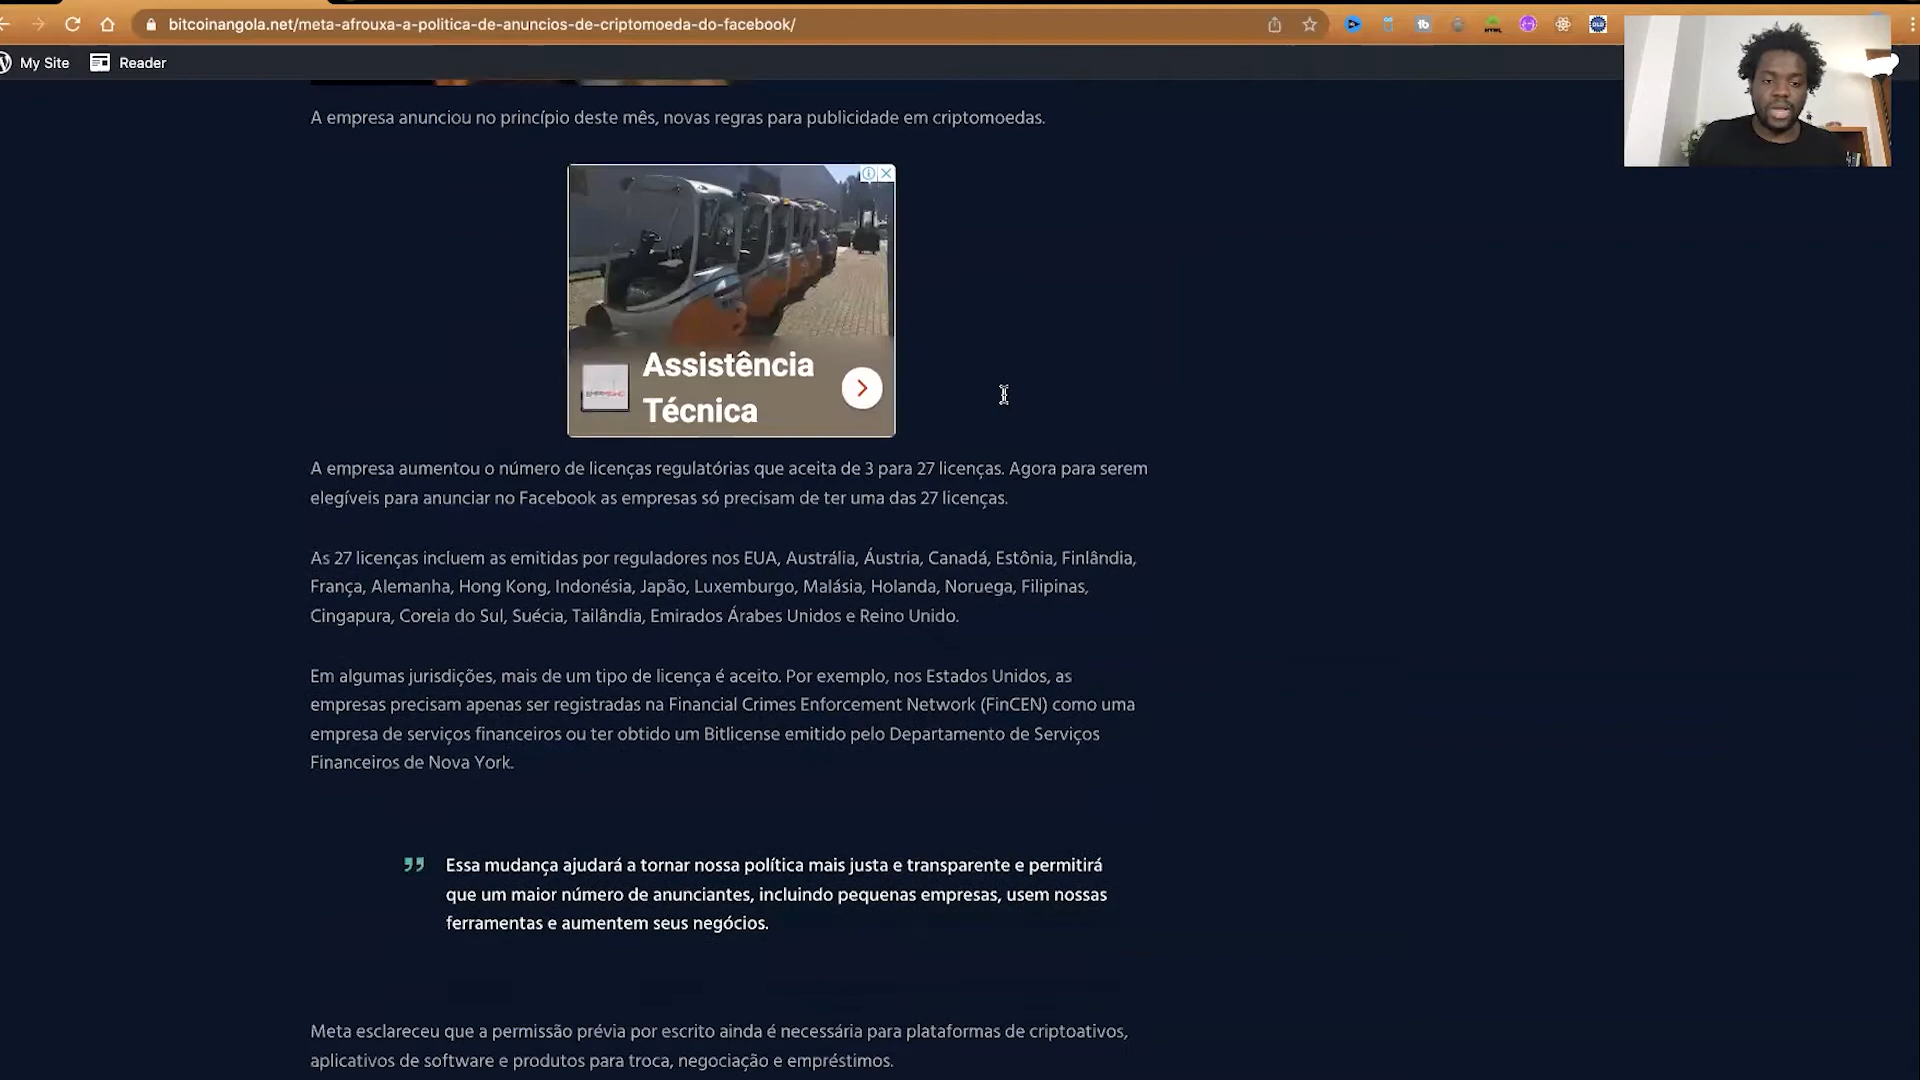 bitcoinangola.net/meta-afrouxa-a-politica-de-anuncios-de-criptomoeda-do-facebook/
My Site
Reader
A empresa anunciou no princípio deste mês, novas regras para publicidade em criptomoedas.
Assistência
Técnica
A empresa aumentou o número de licenças regulatórias que aceita de 3 para 27 licenças. Agora para serem
elegíveis para anunciar no Facebook as empresas só precisam de ter uma das 27 licenças.
As 27 licenças incluem as emitidas por reguladores nos EUA, Austrália, Áustria, Canadá, Estônia, Finlândia,
França, Alemanha, Hong Kong, Indonésia, Japão, Luxemburgo, Malásia, Holanda, Noruega, Filipinas,
Cingapura, Coreia do Sul, Suécia, Tailândia, Emirados Árabes Unidos e Reino Unido.
Em algumas jurisdições, mais de um tipo de licença é aceito. Por exemplo, nos Estados Unidos, as
empresas precisam apenas ser registradas na Financial Crimes Enforcement Network (FinCEN) como uma
empresa de serviços financeiros ou ter obtido um Bitlicense emitido pelo Departamento de Serviços
Financeiros de Nova York.
Essa mudança ajudará a tornar nossa política mais justa e transparente e permitirá
que um maior número de anunciantes, incluindo pequenas empresas, usem nossas
ferramentas e aumentem seus negócios.
Meta esclareceu que a permissão prévia por escrito ainda é necessária para plataformas de criptoativos,
aplicativos de software e produtos para troca, negociação e empréstimos.